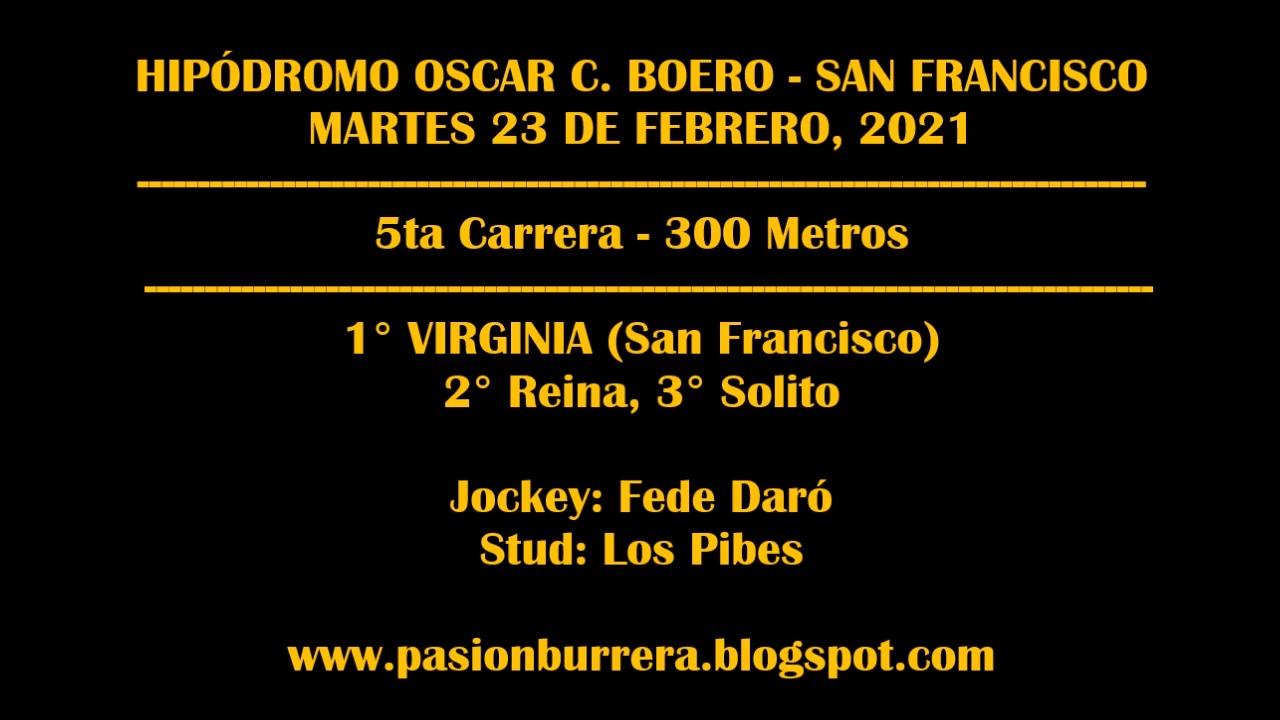 HIPÓDROMO OSCAR C. BOERO - SAN FRANCISCO
MARTES 23 DE FEBRERO, 2021
5ta Carrera - 300 Metros
1° VIRGINIA (San Francisco)
2° Reina, 3° Solito
Jockey: Fede Daró
Stud: Los Pibes
www.pasionburrera.blogspot.com